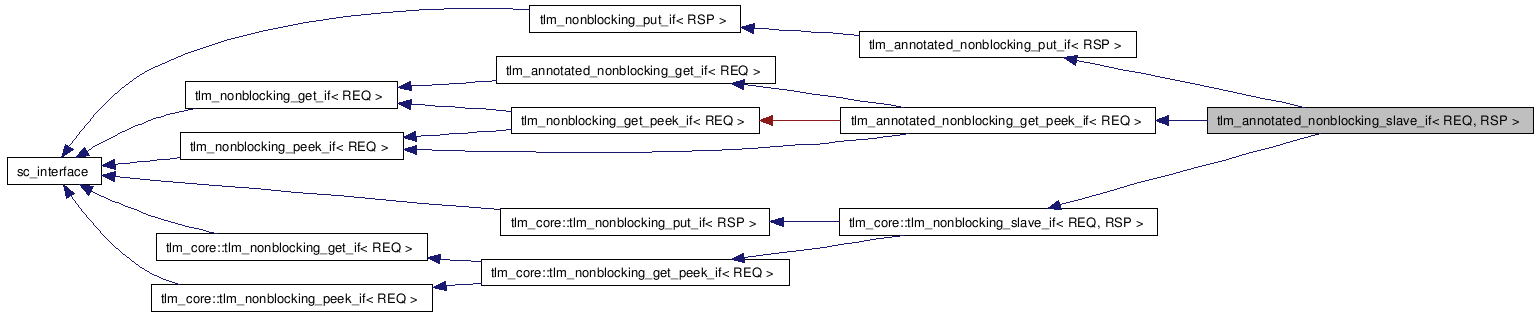 tlm_nonblocking_put_if< RSP >
tlm_annotated_nonblocking_put_if< RSP >
tlm_annotated_nonblocking_get_if< REQ >
tlm_nonblocking_get_if< REQ >
tlm_nonblocking_get_peek_if< REQ >
tlm_annotated_nonblocking_get_peek_if< REQ >
tlm_annotated_nonblocking_slave_if< REQ, RSP >
tlm_nonblocking_peek_if< REQ >
sc_interface
tlm_core::tlm_nonblocking_put_if< RSP >
tlm_core::tlm_nonblocking_slave_if< REQ, RSP >
tlm_core::tlm_nonblocking_get_if< REQ >
tlm_core::tlm_nonblocking_get_peek_if< REQ >
tlm_core::tlm_nonblocking_peek_if< REQ >